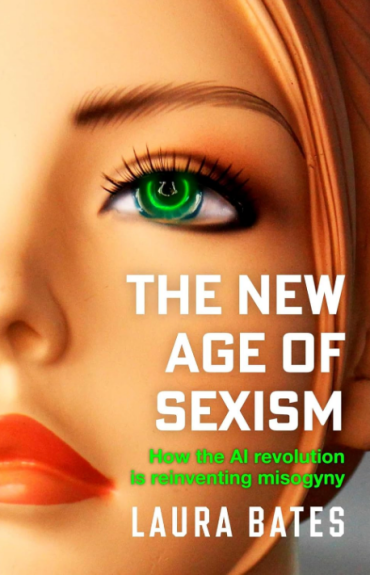 THE NEW
AGE OF
SEXISM
How the AI revolution
is reinventing misogyny
LAURA BATES